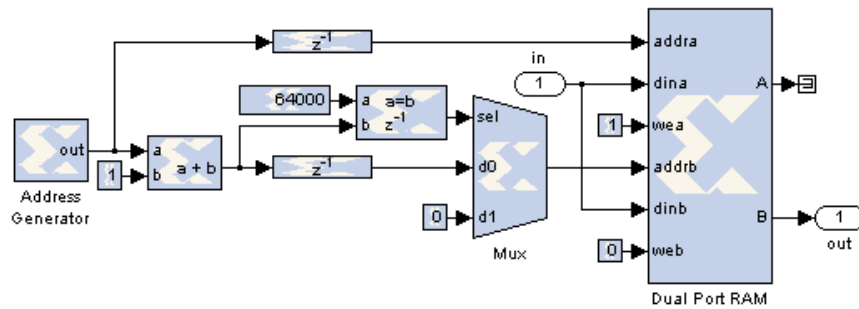 z-1
addra
in
1
dina
A
64000
a
a=b
b
z-1
sel
wea
1
out
a
b
a + b
1
z-1
d0
addrb
Address
Generator
0
d1
dinb
B
1
out
Mux
0
web
Dual Port RAM